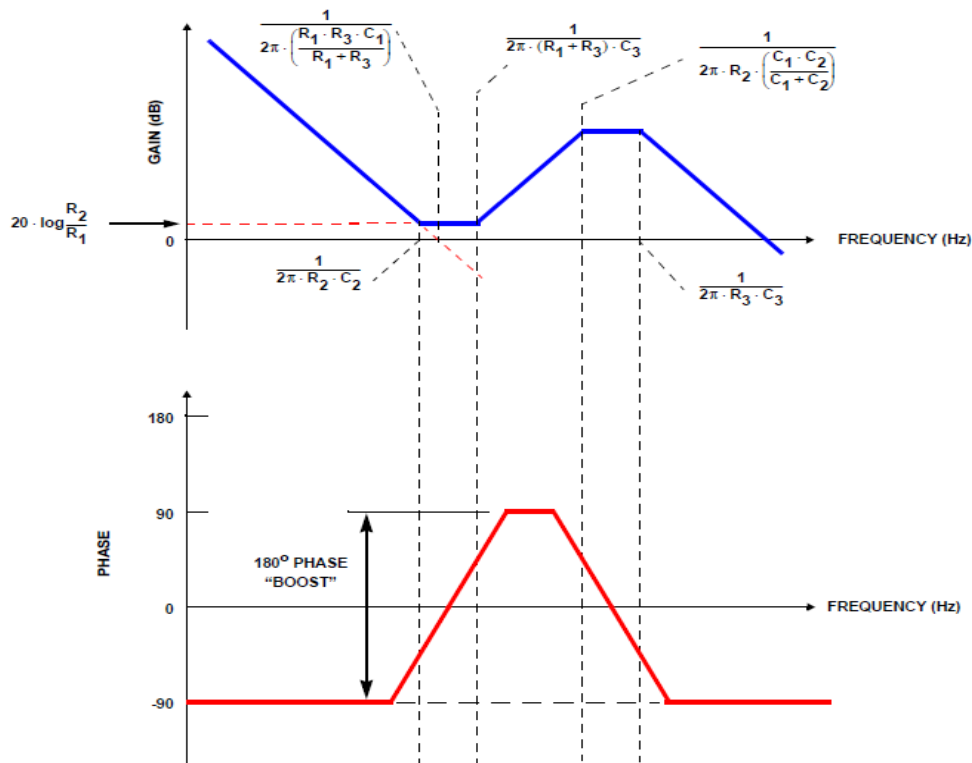 1
2π · (R1 · R3 · C1
R1 + R3)
1
2π · (R1 + R3) · C3
1
2π · R2 · (C1 · C2
C1 + C2)
GAIN (dB)
20 · log R2
R1
0
FREQUENCY (Hz)
1
2π · R2 · C2
1
2π · R3 · C3
180
90
PHASE
180° PHASE
“BOOST”
0
FREQUENCY (Hz)
-90